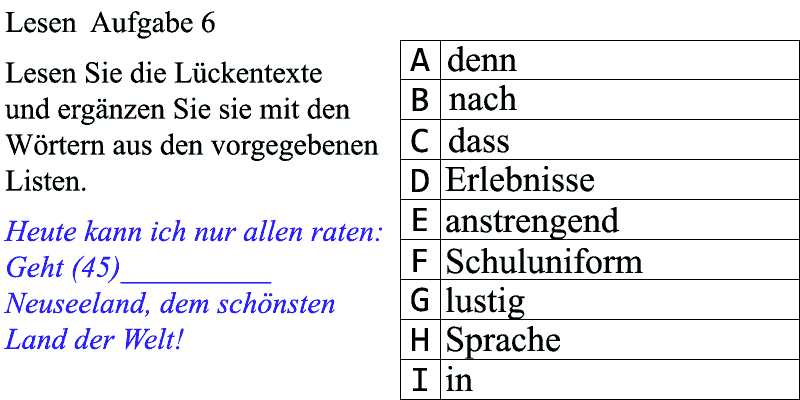 Lesen Aufgabe 6
Lesen Sie die Lückentexte
und ergänzen Sie sie mit den
Wörtern aus den vorgegebenen
Listen.
Heute kann ich nur allen raten:
Geht (45)__________
Neuseeland, dem schönsten
Land der Welt!
A denn
B nach
C dass
D Erlebnisse
E anstrengend
F Schuluniform
G lustig
H Sprache
I in